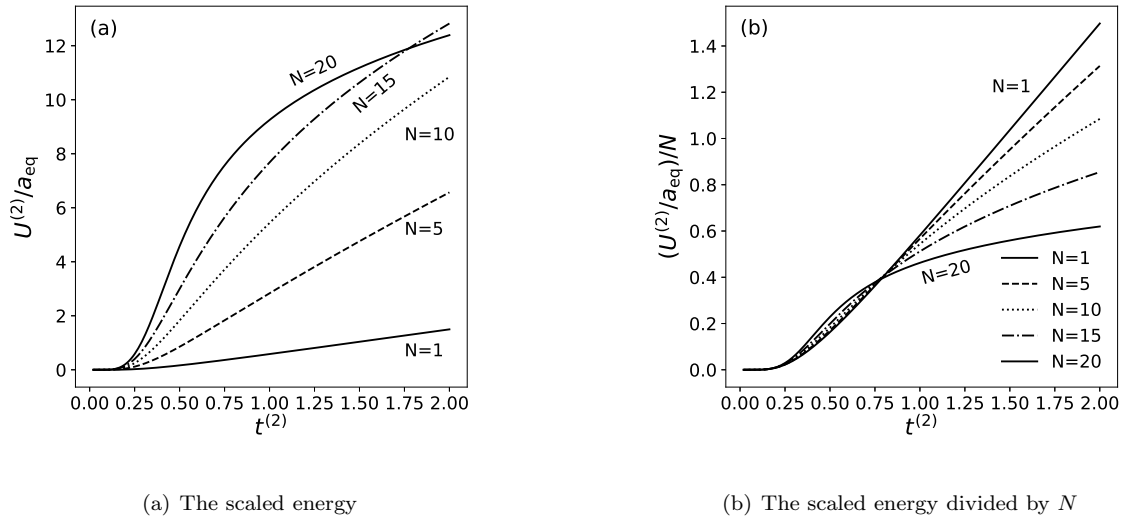 (a)
12
10
8
6
4
2
0
U^(2)/a_eq
N=20
N=15
N=10
N=5
N=1
0.00 0.25 0.50 0.75 1.00 1.25 1.50 1.75 2.00
t^(2)
(a) The scaled energy
(b)
1.4
1.2
1.0
0.8
0.6
0.4
0.2
0.0
(U^(2)/a_eq)/N
N=1
N=20
N=1
N=5
N=10
N=15
N=20
0.00 0.25 0.50 0.75 1.00 1.25 1.50 1.75 2.00
t^(2)
(b) The scaled energy divided by N